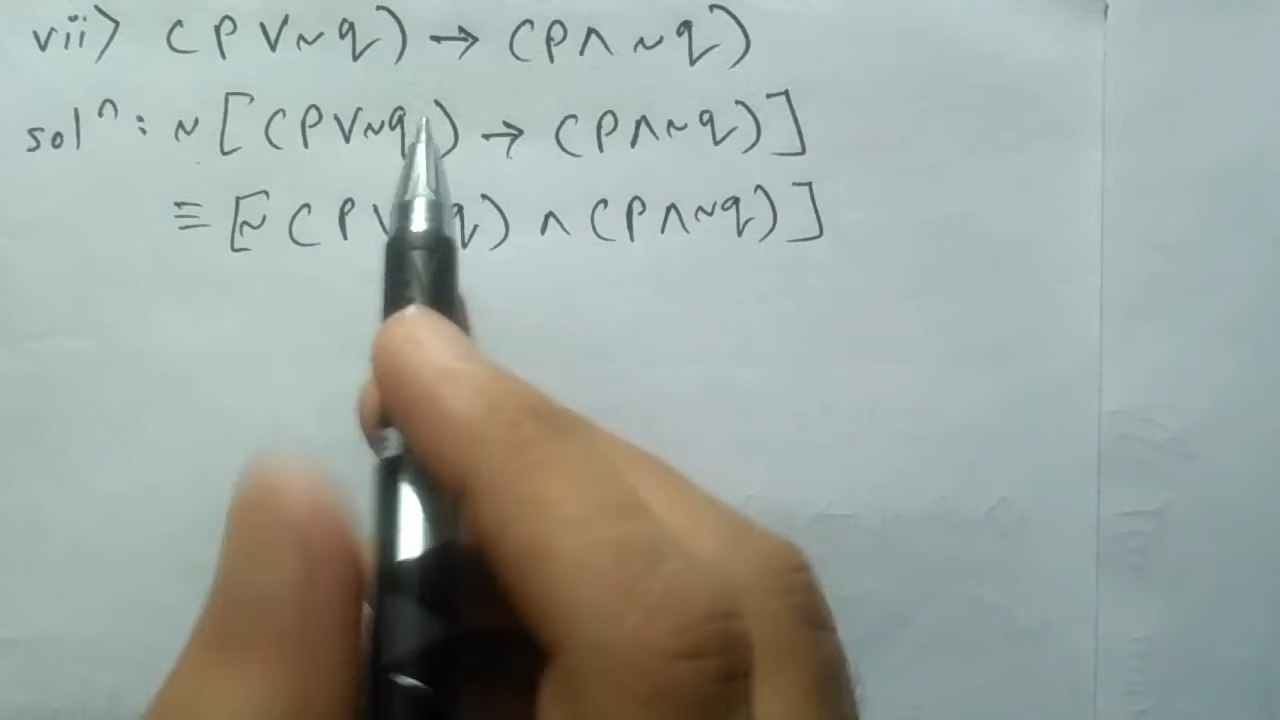 vii> (p ∨ ~ q) → (p ∧ ~ q)
solⁿ : ~ [(p ∨ ~ q) → (p ∧ ~ q)]
≡ [~ (p ∨ q) ∧ (p ∧ ~ q)]